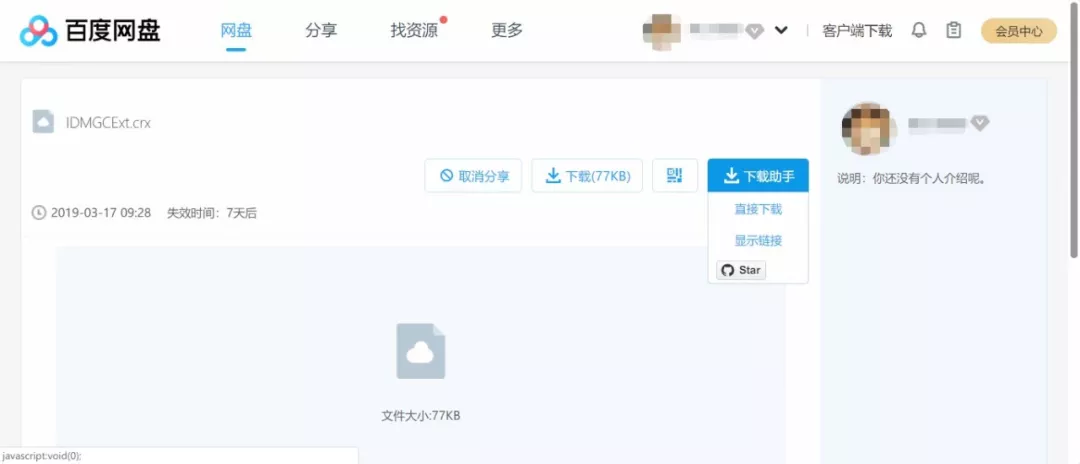 百度网盘 网盘 分享 找资源 更多 客户端下载 会员中心
IDMGCExt.crx
取消分享 下载(77KB) 下载助手
直接下载
显示链接
Star
2019-03-17 09:28 失效时间：7天后
文件大小:77KB
说明：你还没有个人介绍呢。
javascript:void(0);